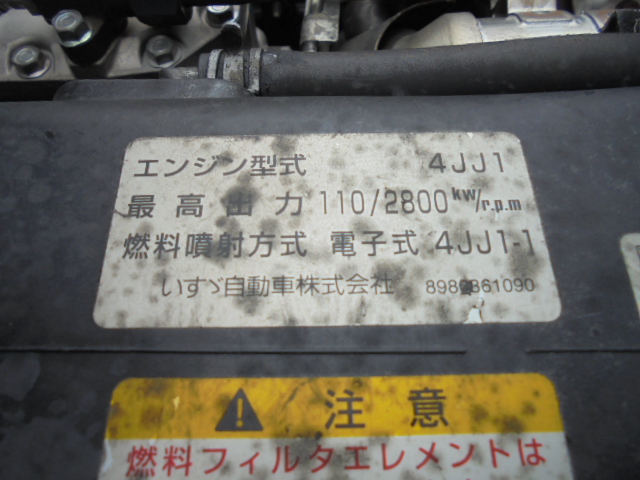 エンジン型式 4JJ1
最高出力 110/2800kW/r.p.m
燃料噴射方式 電子式 4JJ1-1
いすゞ自動車株式会社 8980861090
注意
燃料フィルタエレメントは